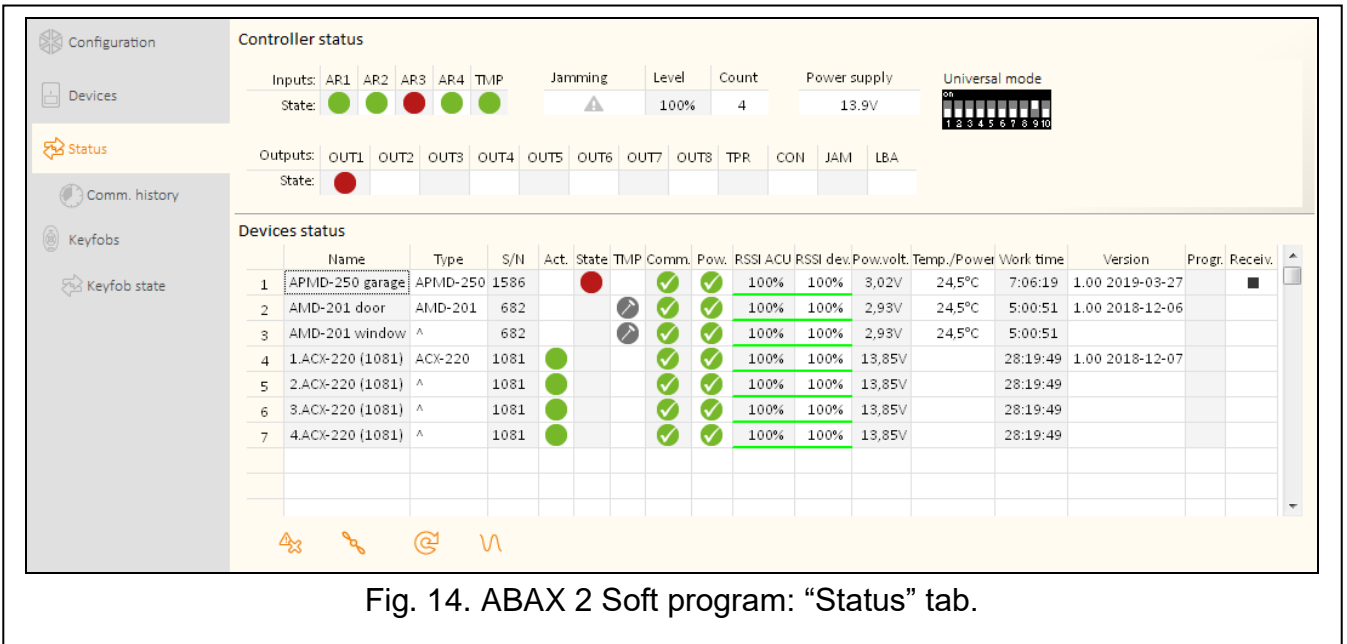 Configuration
Devices
Status
Comm. history
Keyfobs
Keyfob state
Controller status
Inputs: AR1 AR2 AR3 AR4 TMP Jamming Level Count Power supply Universal mode
State: 100% 4 13.9V
on
1 2 3 4 5 6 7 8 9 10
Outputs: OUT1 OUT2 OUT3 OUT4 OUT5 OUT6 OUT7 OUT8 TPR CON JAM LBA
State:
Devices status
Name Type S/N Act. State TMP Comm. Pow. RSSI ACU RSSI dev. Pow.volt. Temp./Power Work time Version Progr. Receiv.
1 APMD-250 garage APMD-250 1586 100% 100% 3,02V 24,5°C 7:06:19 1.00 2019-03-27
2 AMD-201 door AMD-201 682 100% 100% 2,93V 24,5°C 5:00:51 1.00 2018-12-06
3 AMD-201 window ^ 682 100% 100% 2,93V 24,5°C 5:00:51
4 1.ACX-220 (1081) ACX-220 1081 100% 100% 13,85V 28:19:49 1.00 2018-12-07
5 2.ACX-220 (1081) ^ 1081 100% 100% 13,85V 28:19:49
6 3.ACX-220 (1081) ^ 1081 100% 100% 13,85V 28:19:49
7 4.ACX-220 (1081) ^ 1081 100% 100% 13,85V 28:19:49
Fig. 14. ABAX 2 Soft program: “Status” tab.